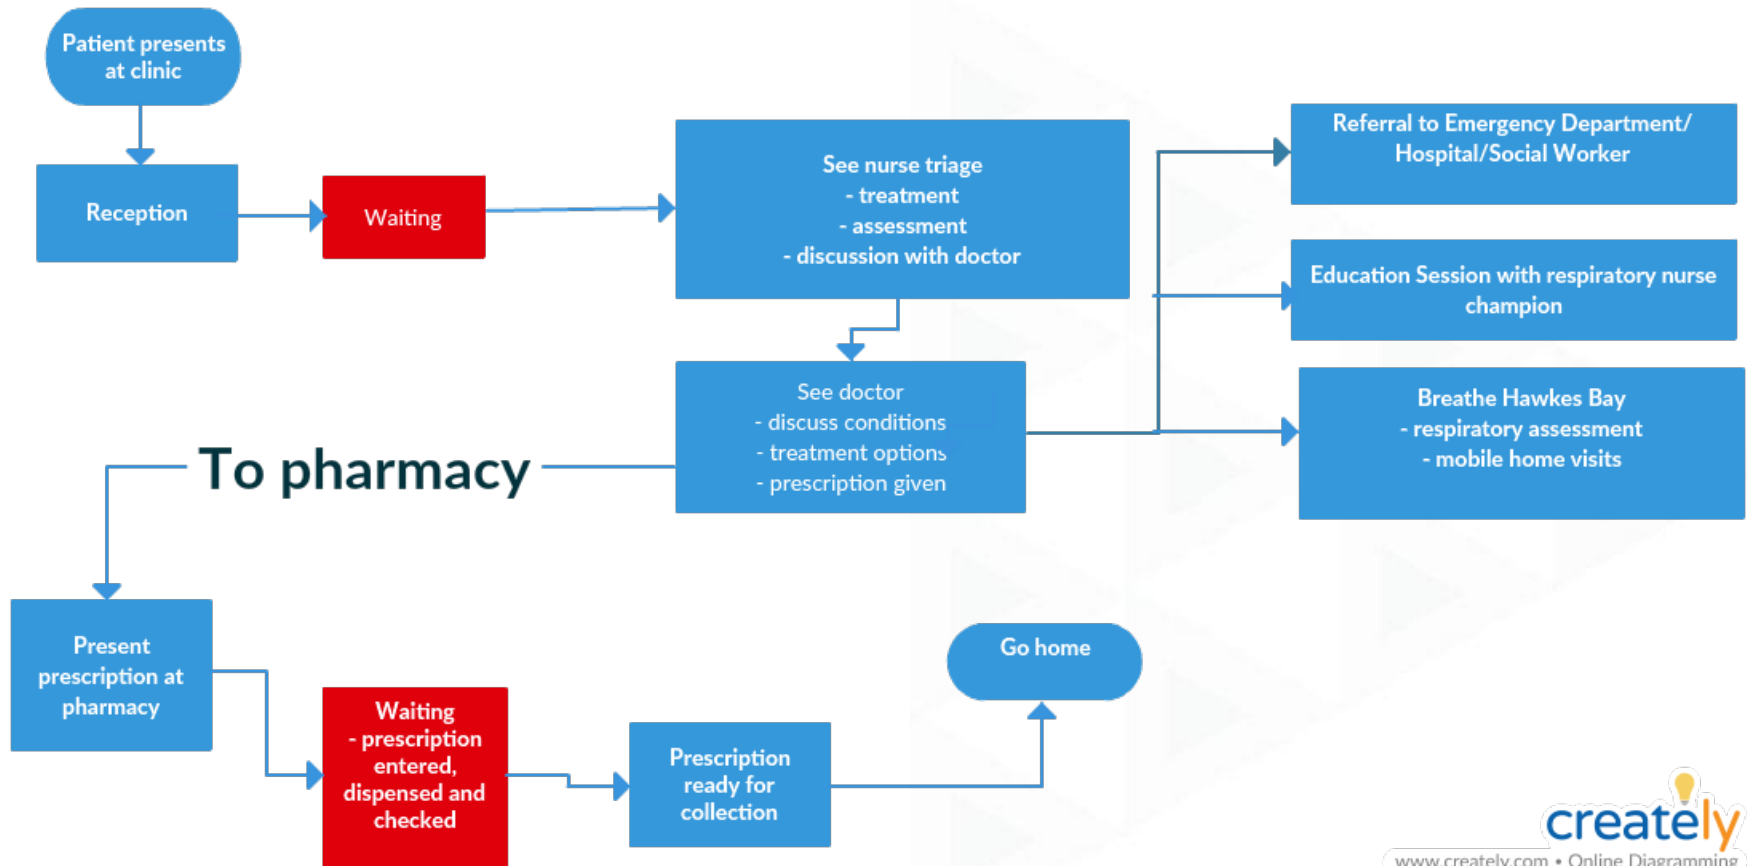 Patient presents
at clinic
Reception
Waiting
See nurse triage
- treatment
- assessment
- discussion with doctor
Referral to Emergency Department/
Hospital/Social Worker
Education Session with respiratory nurse
champion
See doctor
- discuss conditions
- treatment options
- prescription given
Breathe Hawkes Bay
- respiratory assessment
- mobile home visits
To pharmacy
Present
prescription at
pharmacy
Waiting
- prescription
entered,
dispensed and
checked
Prescription
ready for
collection
Go home
creately
www.creately.com • Online Diagramming